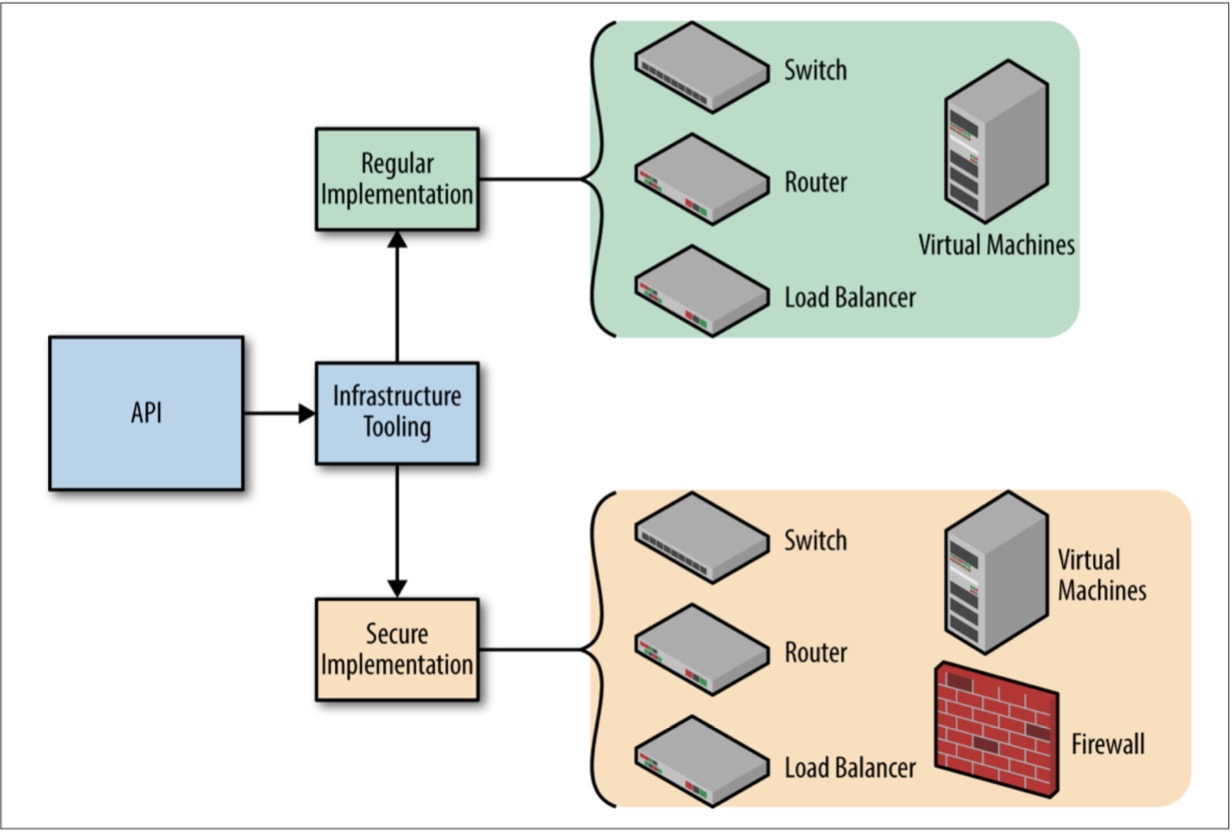 Switch
Router
Load Balancer
Virtual Machines
Regular
Implementation
API
Infrastructure
Tooling
Secure
Implementation
Switch
Router
Load Balancer
Virtual
Machines
Firewall